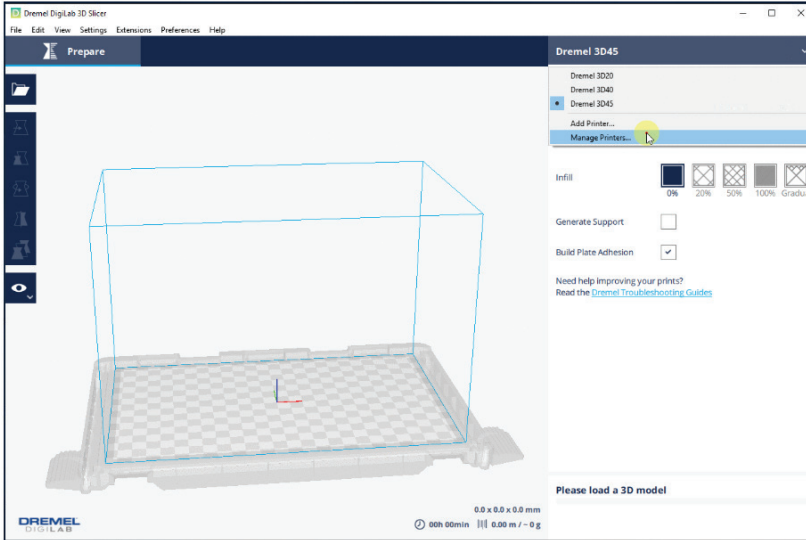 Dremel DigiLab 3D Slicer
File Edit View Settings Extensions Preferences Help
Prepare
Dremel 3D45
Dremel 3D20
Dremel 3D40
Dremel 3D45
Add Printer...
Manage Printers...
Infill
0% 20% 50% 100% Gradu
Generate Support
Build Plate Adhesion
Need help improving your prints?
Read the Dremel Troubleshooting Guides
Please load a 3D model
0.0 x 0.0 x 0.0 mm
00h 00min 0.00 m / ~ 0 g
DREMEL
DIGILAB